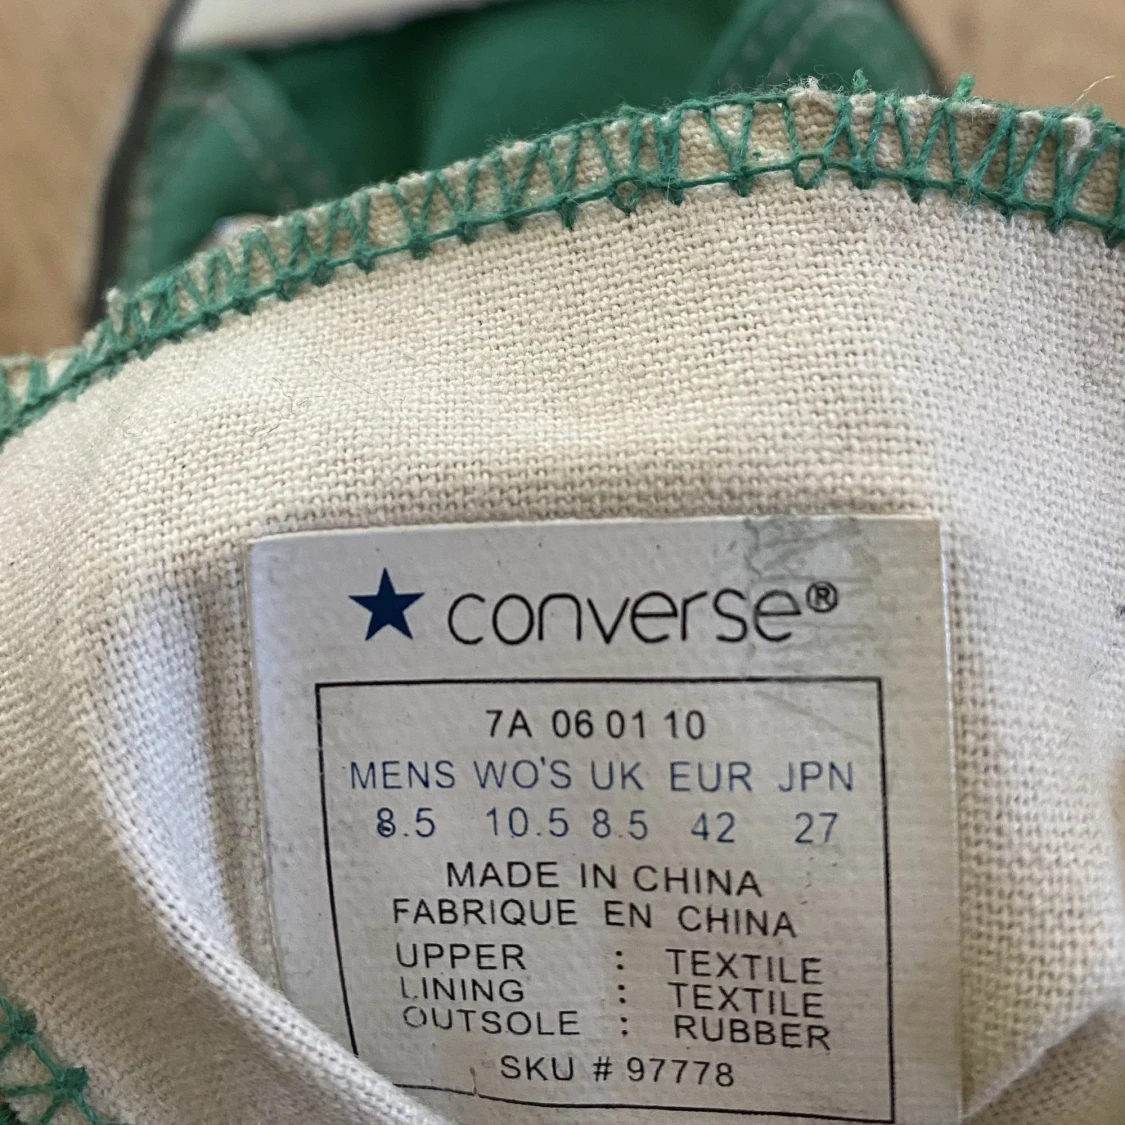 converse®
7A 06 01 10
MENS WO'S UK EUR JPN
8.5 10.5 8.5 42 27
MADE IN CHINA
FABRIQUE EN CHINA
UPPER : TEXTILE
LINING : TEXTILE
OUTSOLE : RUBBER
SKU # 97778